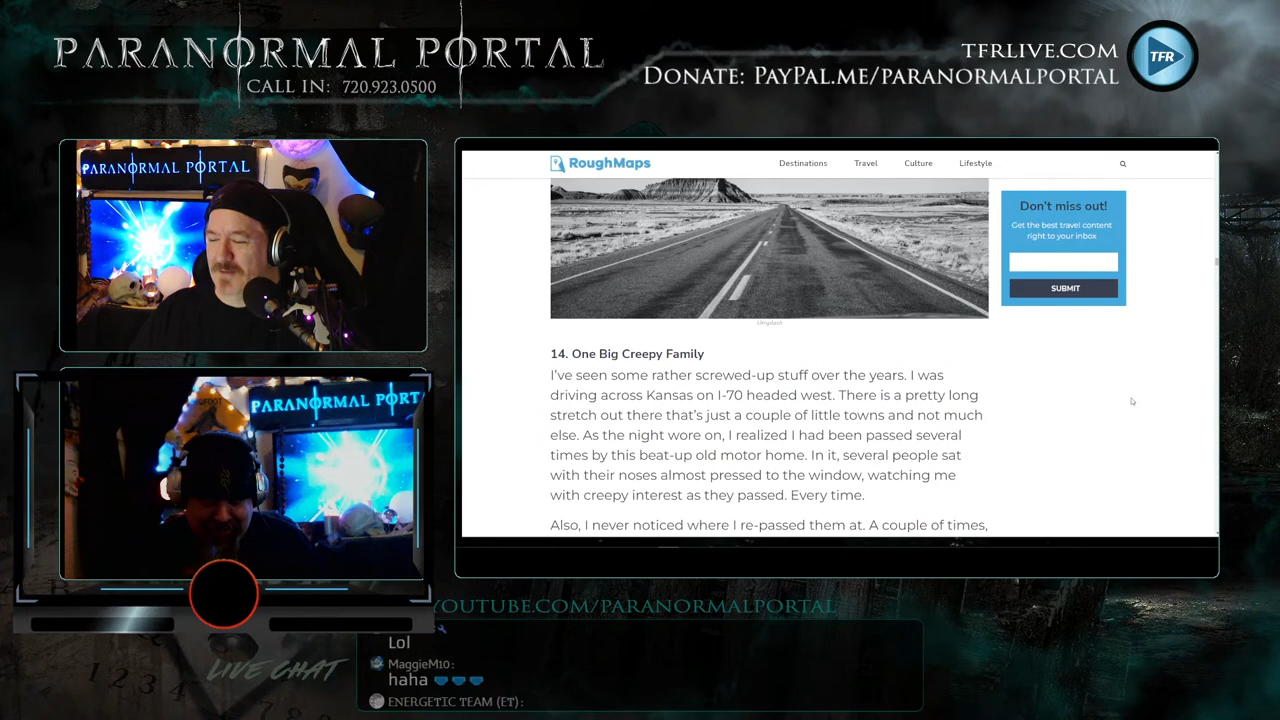 PARANORMAL PORTAL
CALL IN: 720.923.0500
TFRLIVE.COM
DONATE: PAYPAL.ME/PARANORMALPORTAL
TFR
PARANORMAL PORTAL
PARANORMAL PORT
RoughMaps
Destinations
Travel
Culture
Lifestyle
Don't miss out!
Get the best travel content
right to your inbox
SUBMIT
Unsplash
14. One Big Creepy Family
I've seen some rather screwed-up stuff over the years. I was
driving across Kansas on I-70 headed west. There is a pretty long
stretch out there that's just a couple of little towns and not much
else. As the night wore on, I realized I had been passed several
times by this beat-up old motor home. In it, several people sat
with their noses almost pressed to the window, watching me
with creepy interest as they passed. Every time.
Also, I never noticed where I re-passed them at. A couple of times,
YOUTUBE.COM/PARANORMALPORTAL
LIVE CHAT
1 2 3 4
Lol
MaggieM10:
haha
ENERGETIC TEAM (ET):